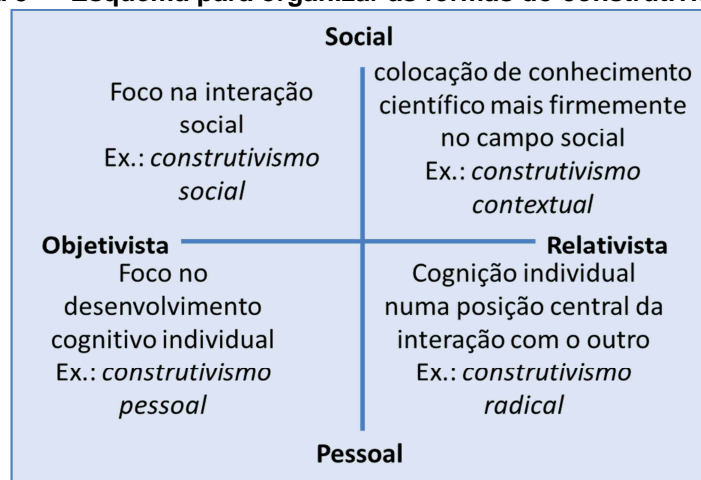 Social
Foco na interação
social
Ex.: construtivismo
social
colocação de conhecimento
científico mais firmemente
no campo social
Ex.: construtivismo
contextual
Objetivista
Relativista
Foco no
desenvolvimento
cognitivo individual
Ex.: construtivismo
pessoal
Cognição individual
numa posição central da
interação com o outro
Ex.: construtivismo
radical
Pessoal